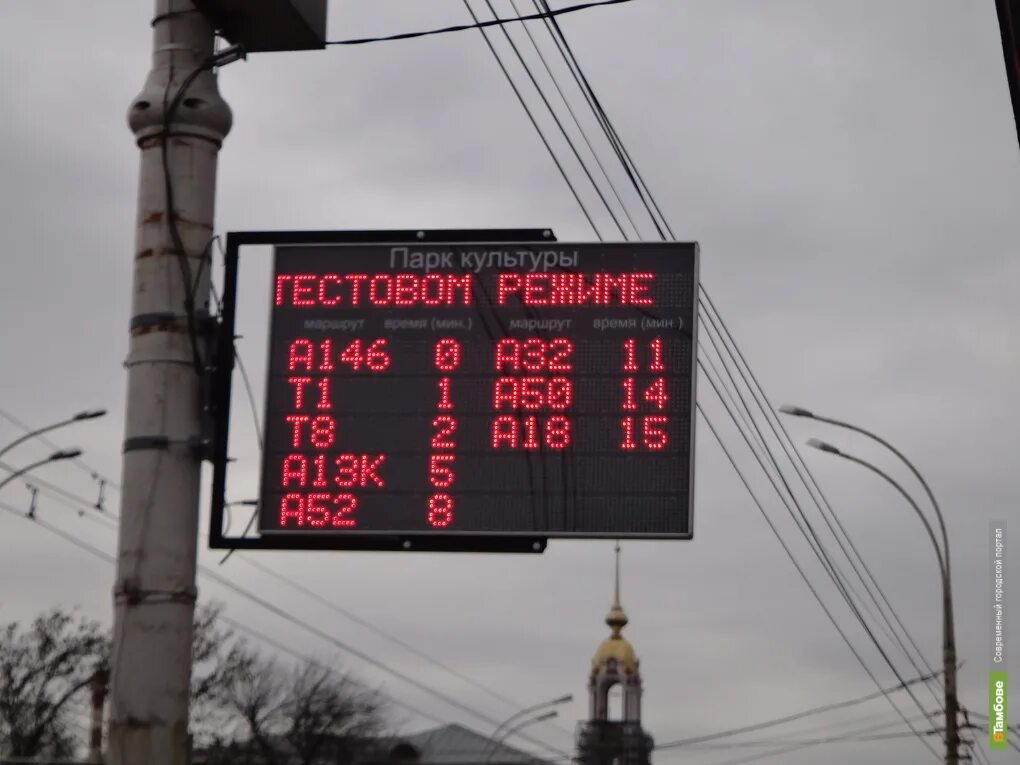 Парк культуры
ТЕСТОВОМ РЕЖИМЕ
маршрут время (мин.) маршрут время (мин.)
А146 0 А32 11
Т1 1 А50 14
Т8 2 А18 15
А13К 5
А52 8
Современный городской портал
вТамбове